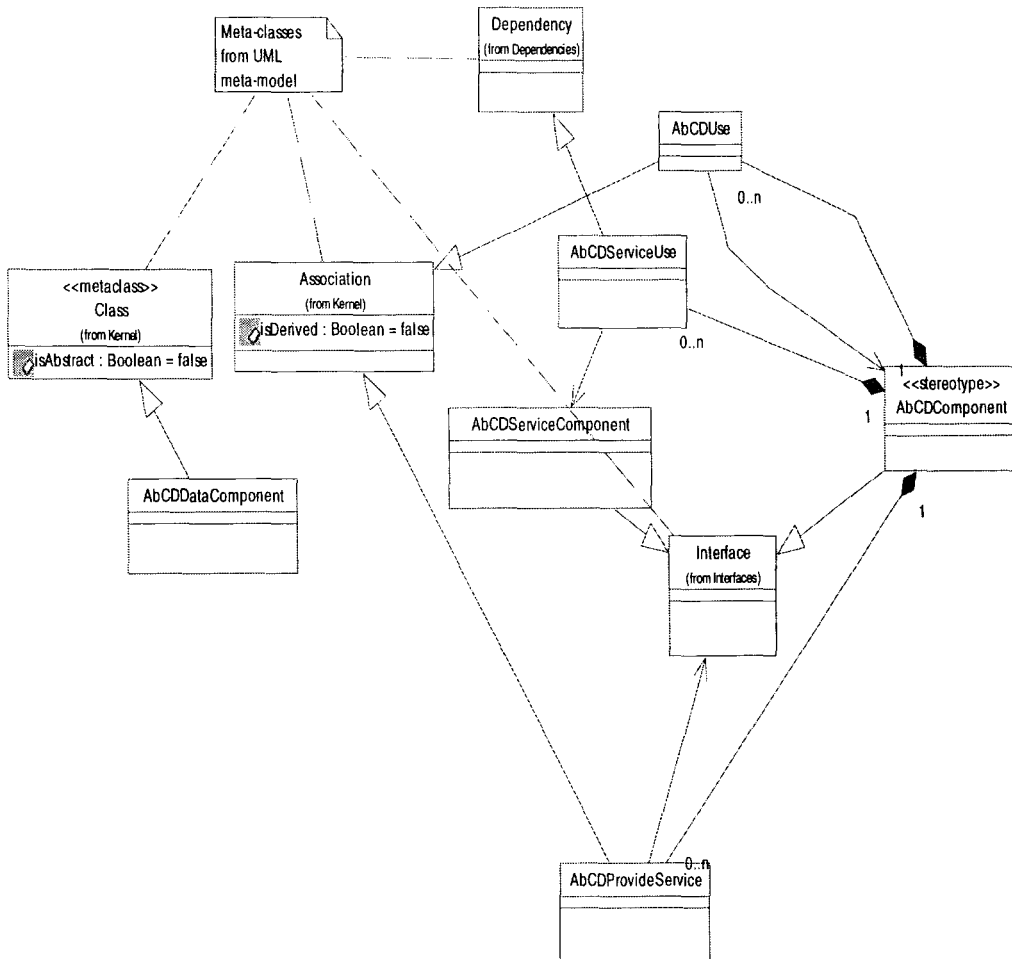 Meta-classes
from UML
meta-model
Dependency
(from Dependencies)
AbCDUse
0..n
AbCDServiceUse
0..n
<<metaclass>>
Class
(from Kernel)
isAbstract : Boolean = false
Association
(from Kernel)
isDerived : Boolean = false
1
<<stereotype>>
AbCDComponent
1
AbCDServiceComponent
AbCDDataComponent
1
Interface
(from Interfaces)
0..n
AbCDProvideService